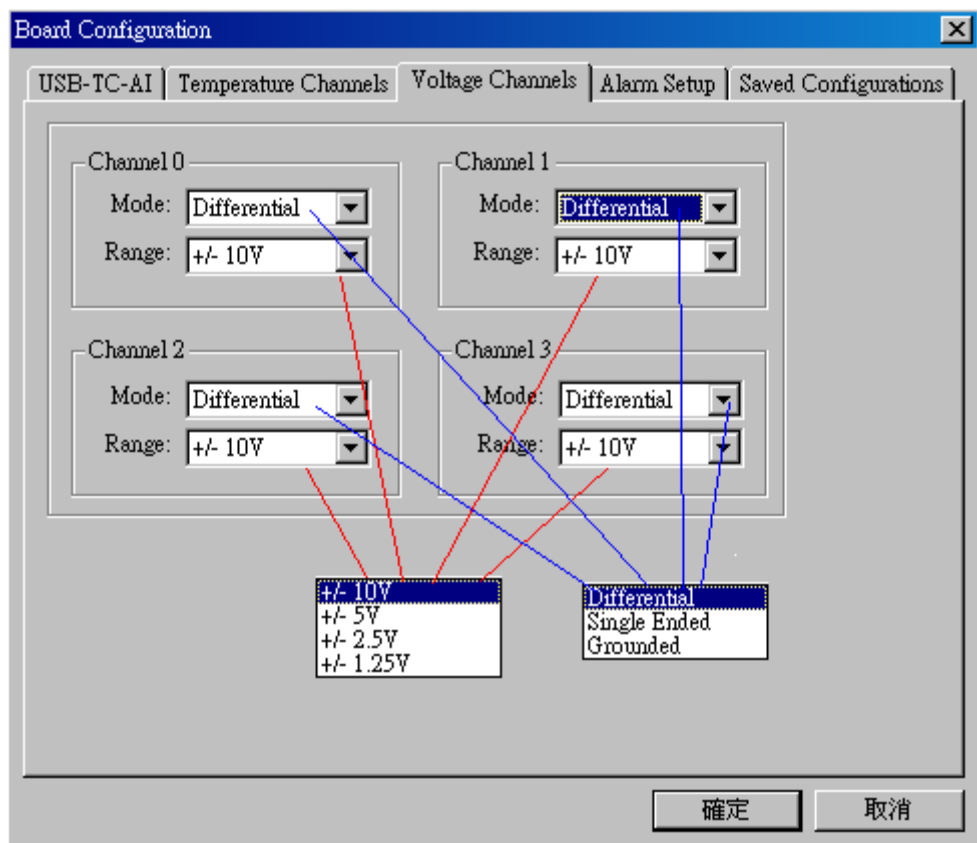 Board Configuration
USB-TC-AI Temperature Channels Voltage Channels Alarm Setup Saved Configurations
Channel 0
Mode: Differential
Range: +/- 10V
Channel 1
Mode: Differential
Range: +/- 10V
Channel 2
Mode: Differential
Range: +/- 10V
Channel 3
Mode: Differential
Range: +/- 10V
+/- 10V
+/- 5V
+/- 2.5V
+/- 1.25V
Differential
Single Ended
Grounded
確定 取消